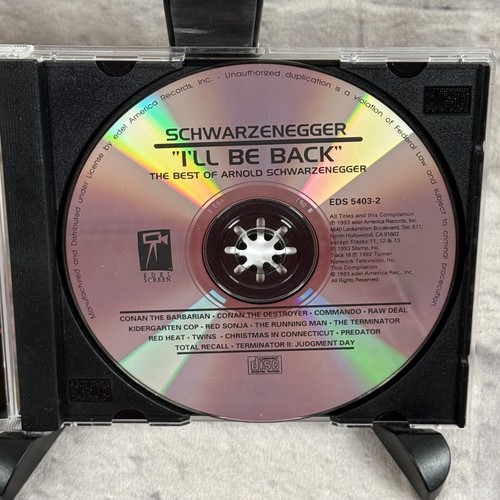 Manufactured and Distributed under License by edel America Records, Inc. - Unauthorized duplication is a violation of Federal Law and subject to criminal prosecution.
SCHWARZENEGGER
"I'LL BE BACK"
THE BEST OF ARNOLD SCHWARZENEGGER
EDS 5403-2
All Titles and this Compilation
℗ 1993 edel America Records, Inc.
4640 Lankershim Boulevard, Ste. 511;
North Hollywood, CA 91602
except Tracks 11, 12 & 13
℗ 1993 Stamp, Inc.
Track 16 ℗ 1992 Turner
Network Television, Inc.
This Compilation
© 1993 edel America Rec., Inc.
All Rights Reserved.
EDEL
SCREEN
CONAN THE BARBARIAN • CONAN THE DESTROYER • COMMANDO • RAW DEAL
KIDERGARTEN COP • RED SONJA • THE RUNNING MAN • THE TERMINATOR
RED HEAT • TWINS • CHRISTMAS IN CONNECTICUT • PREDATOR
TOTAL RECALL • TERMINATOR II: JUDGMENT DAY
COMPACT
disc
DIGITAL AUDIO